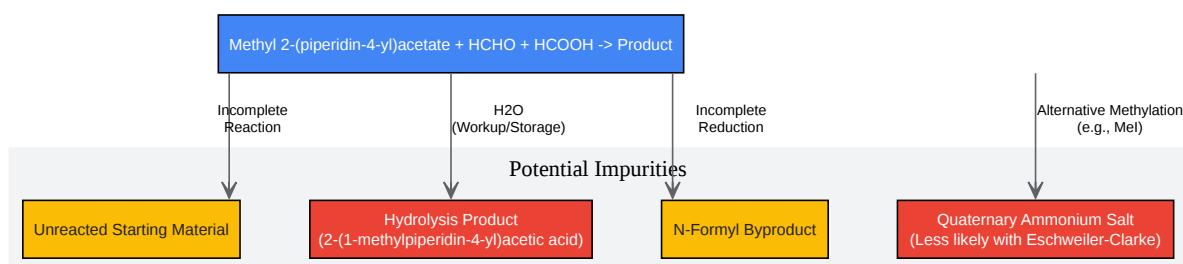 Methyl 2-(piperidin-4-yl)acetate + HCHO + HCOOH -> Product
Incomplete
Reaction
H2O
(Workup/Storage)
Incomplete
Reduction
Alternative Methylation
(e.g., MeI)
Potential Impurities
Unreacted Starting Material
Hydrolysis Product
(2-(1-methylpiperidin-4-yl)acetic acid)
N-Formyl Byproduct
Quaternary Ammonium Salt
(Less likely with Eschweiler-Clarke)